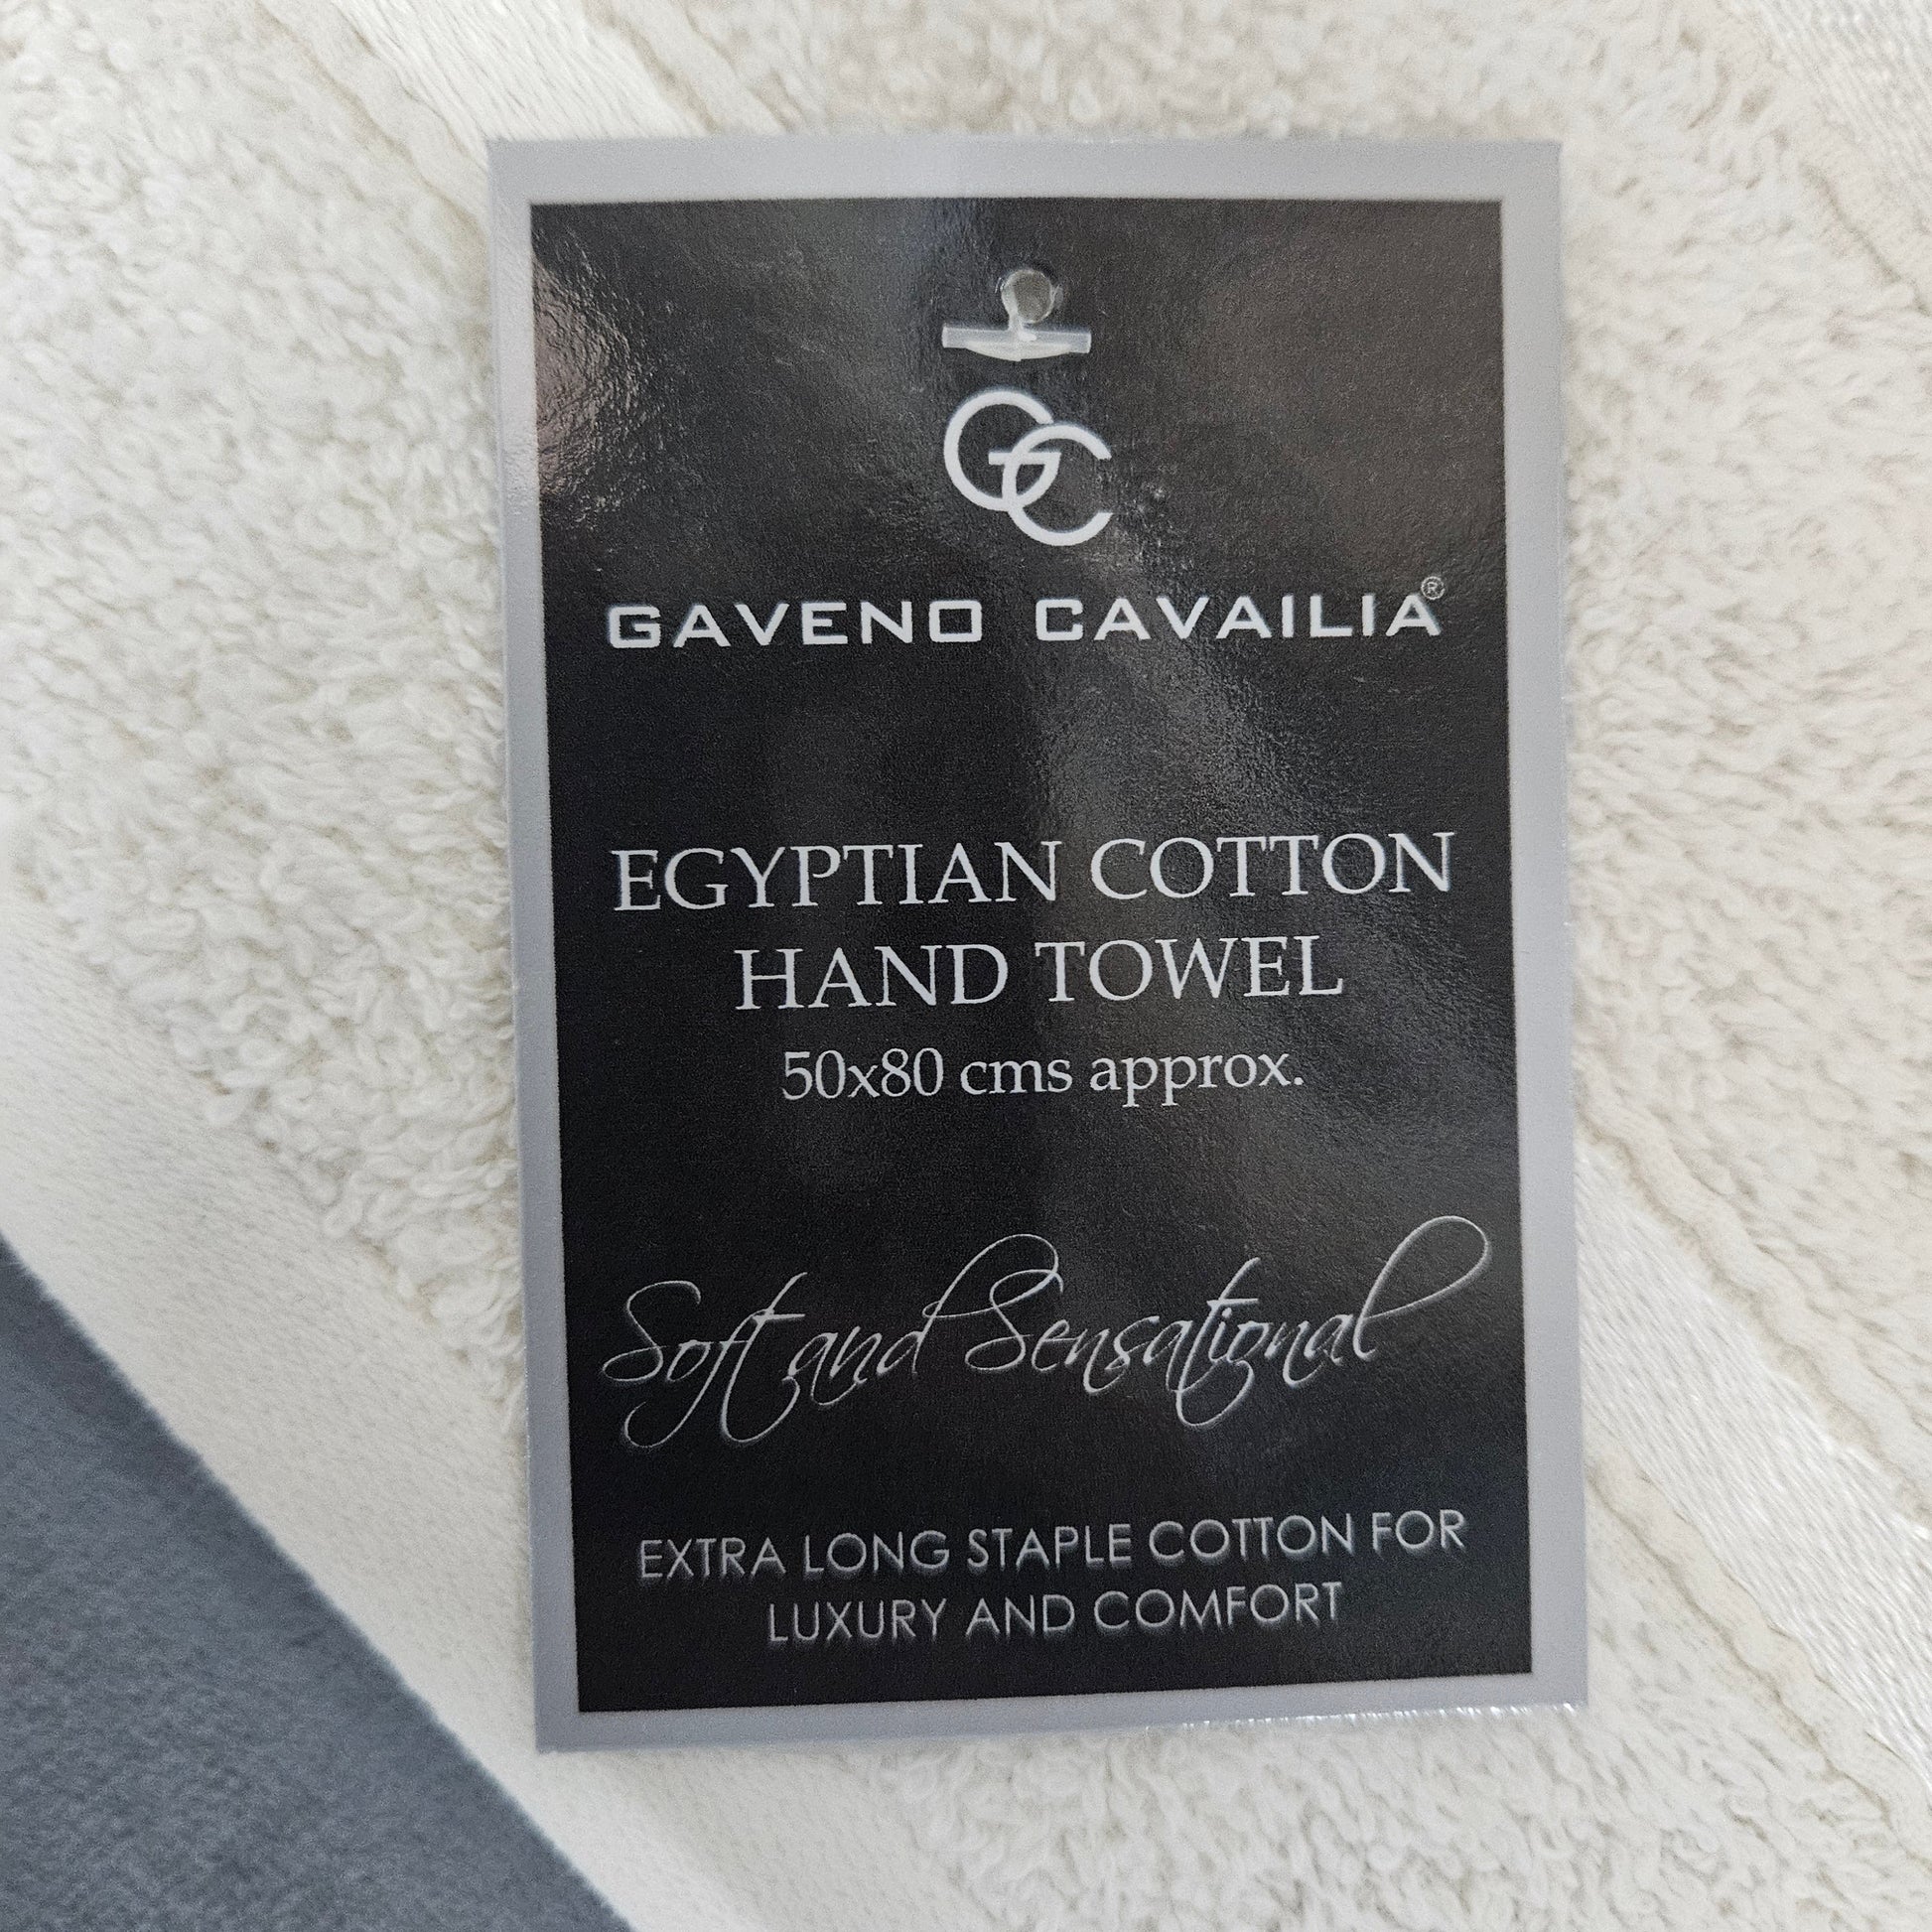 GC
GAVENO CAVAILIA®
EGYPTIAN COTTON
HAND TOWEL
50x80 cms approx.
Soft and Sensational
EXTRA LONG STAPLE COTTON FOR
LUXURY AND COMFORT